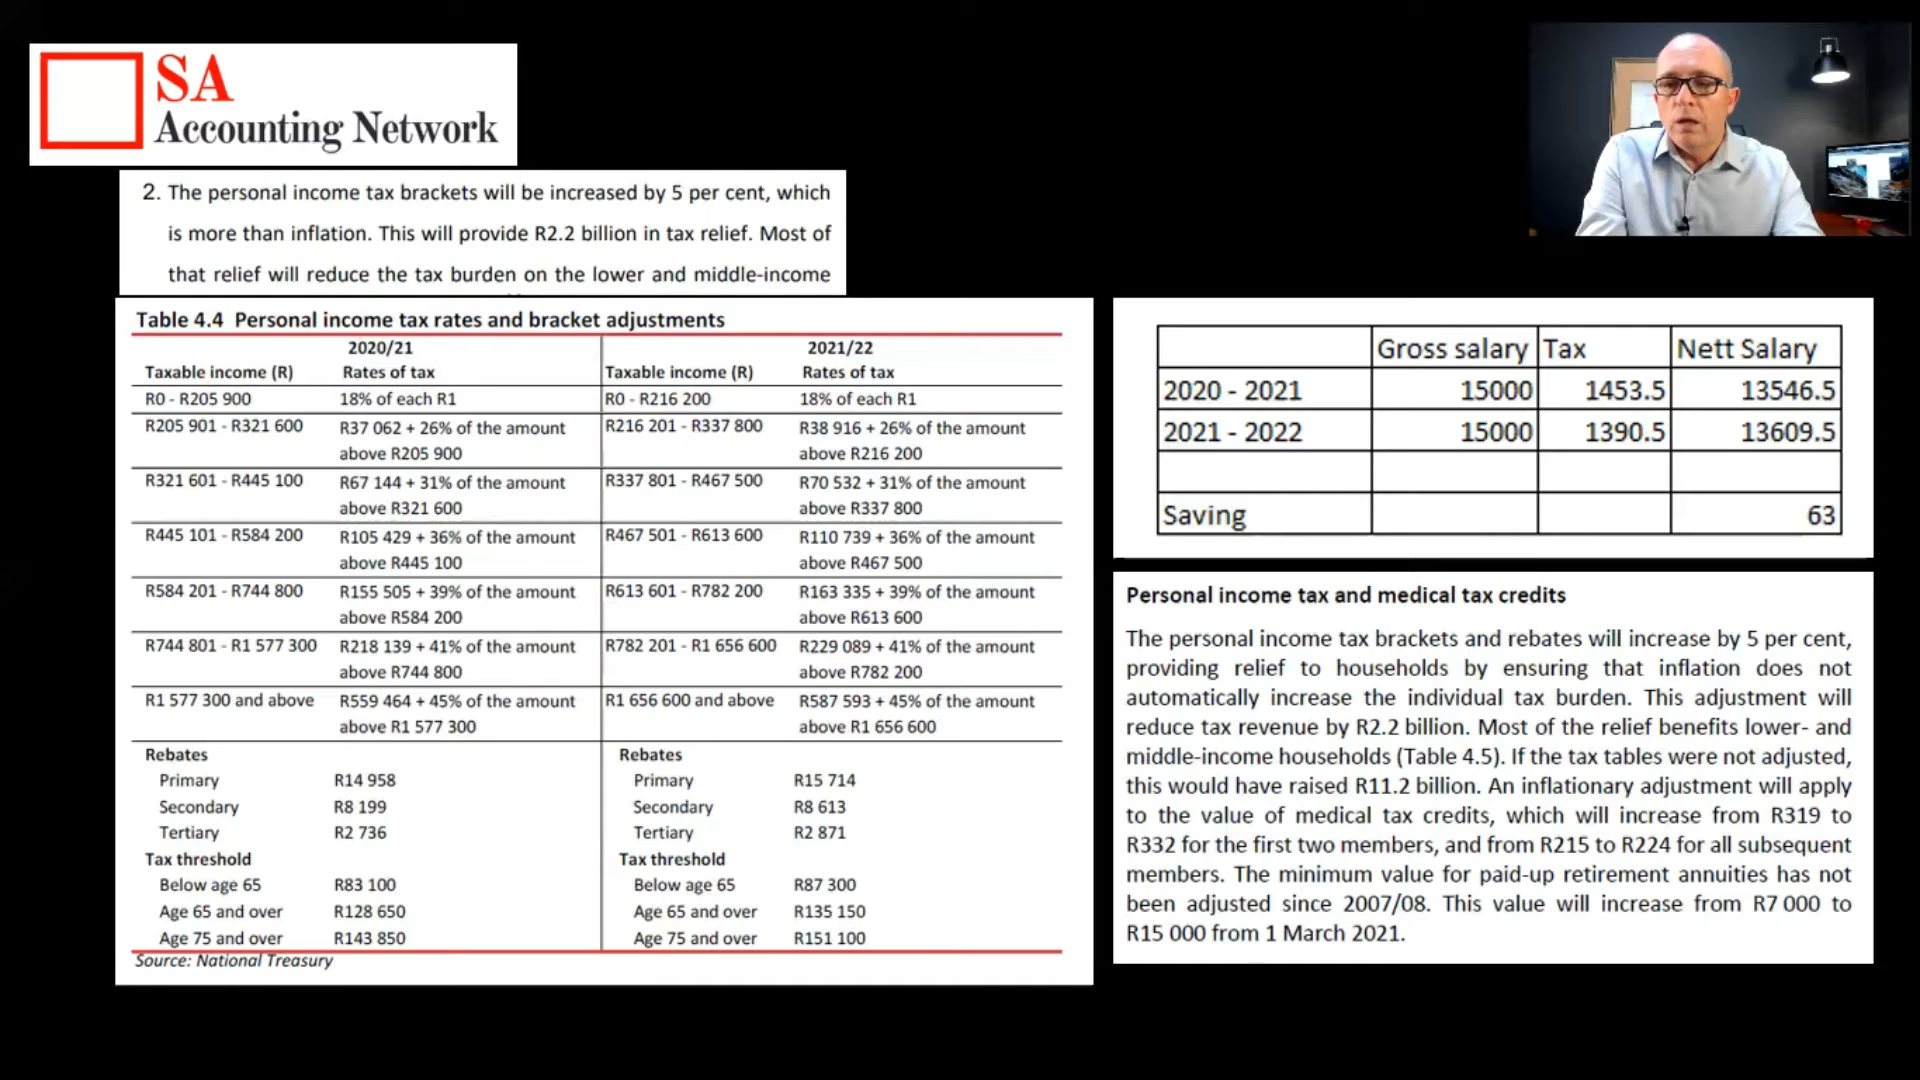 SA
Accounting Network
2. The personal income tax brackets will be increased by 5 per cent, which
is more than inflation. This will provide R2.2 billion in tax relief. Most of
that relief will reduce the tax burden on the lower and middle-income
Table 4.4 Personal income tax rates and bracket adjustments
2020/21 2021/22
Taxable income (R) Rates of tax Taxable income (R) Rates of tax
R0 - R205 900 18% of each R1 R0 - R216 200 18% of each R1
R205 901 - R321 600 R37 062 + 26% of the amount R216 201 - R337 800 R38 916 + 26% of the amount
above R205 900 above R216 200
R321 601 - R445 100 R67 144 + 31% of the amount R337 801 - R467 500 R70 532 + 31% of the amount
above R321 600 above R337 800
R445 101 - R584 200 R105 429 + 36% of the amount R467 501 - R613 600 R110 739 + 36% of the amount
above R445 100 above R467 500
R584 201 - R744 800 R155 505 + 39% of the amount R613 601 - R782 200 R163 335 + 39% of the amount
above R584 200 above R613 600
R744 801 - R1 577 300 R218 139 + 41% of the amount R782 201 - R1 656 600 R229 089 + 41% of the amount
above R744 800 above R782 200
R1 577 300 and above R559 464 + 45% of the amount R1 656 600 and above R587 593 + 45% of the amount
above R1 577 300 above R1 656 600
Rebates Rebates
Primary R14 958 Primary R15 714
Secondary R8 199 Secondary R8 613
Tertiary R2 736 Tertiary R2 871
Tax threshold Tax threshold
Below age 65 R83 100 Below age 65 R87 300
Age 65 and over R128 650 Age 65 and over R135 150
Age 75 and over R143 850 Age 75 and over R151 100
Source: National Treasury
Gross salary Tax Nett Salary
2020 - 2021 15000 1453.5 13546.5
2021 - 2022 15000 1390.5 13609.5
Saving 63
Personal income tax and medical tax credits
The personal income tax brackets and rebates will increase by 5 per cent,
providing relief to households by ensuring that inflation does not
automatically increase the individual tax burden. This adjustment will
reduce tax revenue by R2.2 billion. Most of the relief benefits lower- and
middle-income households (Table 4.5). If the tax tables were not adjusted,
this would have raised R11.2 billion. An inflationary adjustment will apply
to the value of medical tax credits, which will increase from R319 to
R332 for the first two members, and from R215 to R224 for all subsequent
members. The minimum value for paid-up retirement annuities has not
been adjusted since 2007/08. This value will increase from R7 000 to
R15 000 from 1 March 2021.